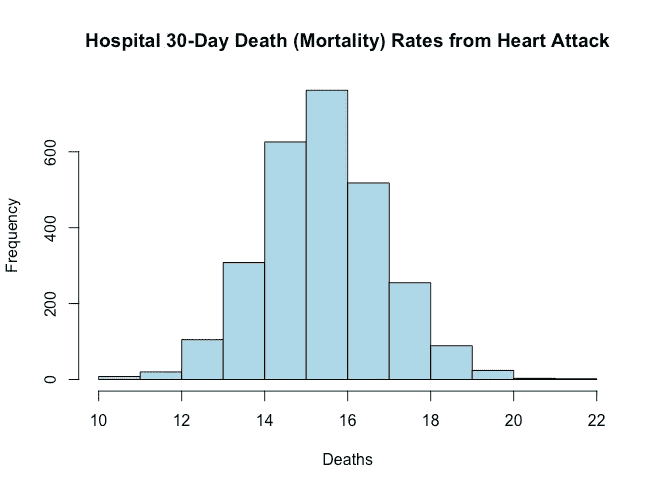 Hospital 30-Day Death (Mortality) Rates from Heart Attack
Frequency
600
400
200
0
10 12 14 16 18 20 22
Deaths